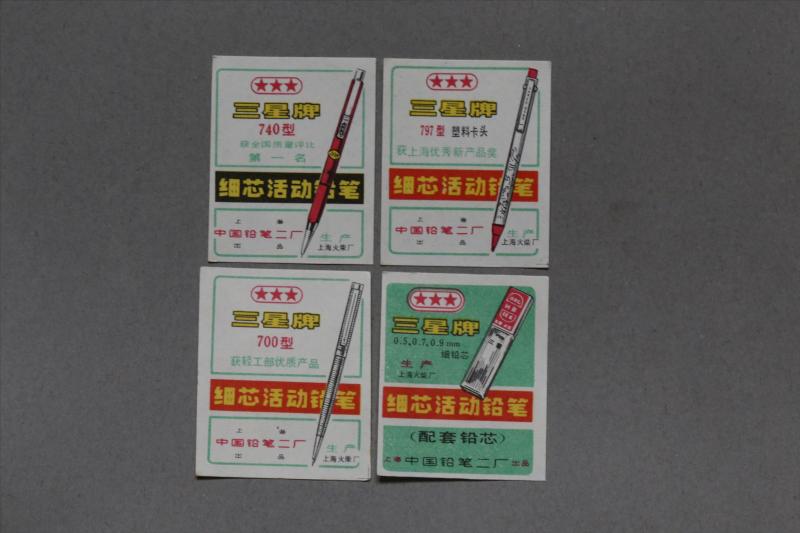 三星牌
740型
获全国质量评比
第一名
细芯活动铅笔
上海
中国铅笔二厂
出品
生产
上海火柴厂
三星牌
797型 塑料卡头
获上海优秀新产品奖
细芯活动铅笔
上海
中国铅笔二厂
出品
生产
上海火柴厂
三星牌
700型
获轻工部优质产品
细芯活动铅笔
上海
中国铅笔二厂
出品
生产
上海火柴厂
三星牌
0.5,0.7,0.9mm
细铅芯
生产
上海火柴厂
细芯活动铅笔
(配套铅芯)
上海 中国铅笔二厂 出品
三星